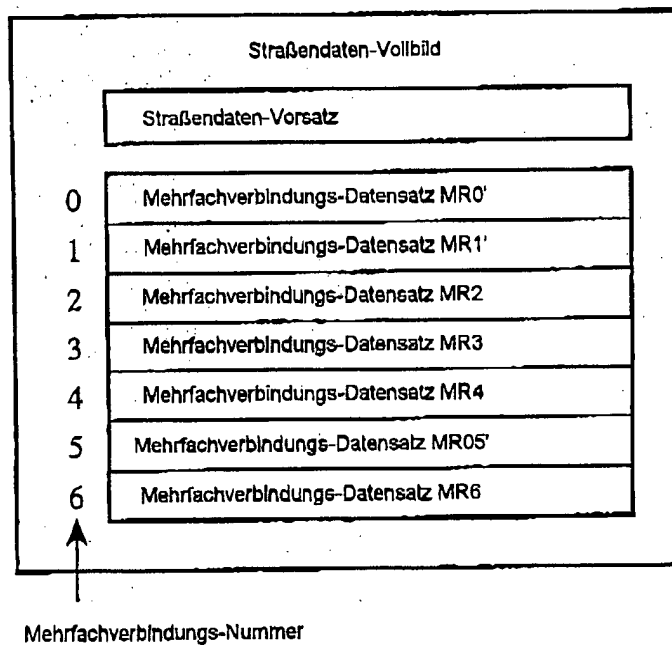 Straßendaten-Vollbild
Straßendaten-Vorsatz
0 Mehrfachverbindungs-Datensatz MR0'
1 Mehrfachverbindungs-Datensatz MR1'
2 Mehrfachverbindungs-Datensatz MR2
3 Mehrfachverbindungs-Datensatz MR3
4 Mehrfachverbindungs-Datensatz MR4
5 Mehrfachverbindungs-Datensatz MR05'
6 Mehrfachverbindungs-Datensatz MR6
Mehrfachverbindungs-Nummer